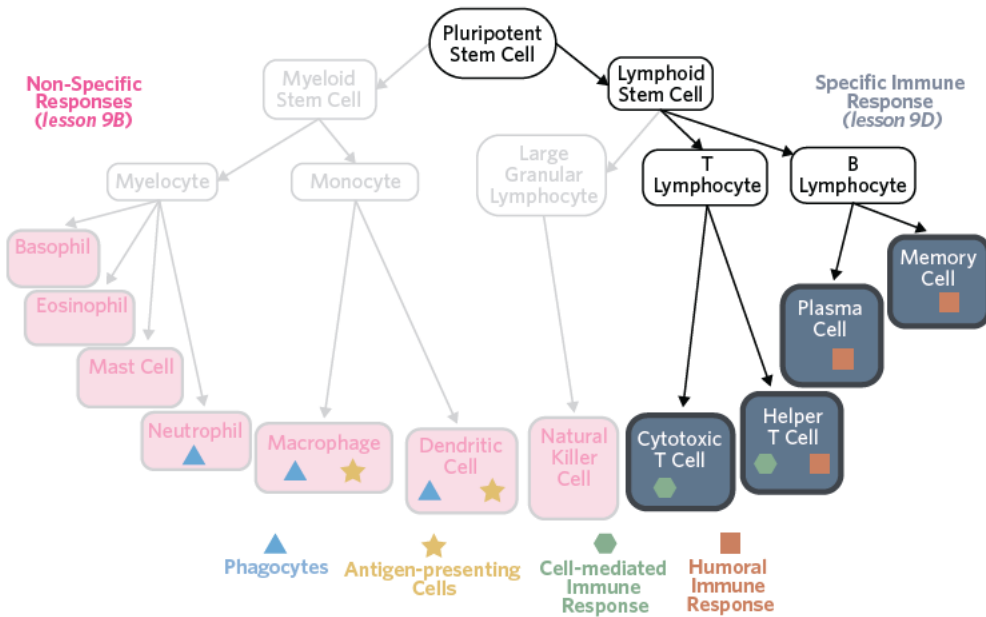 Pluripotent
Stem Cell
Myeloid
Stem Cell
Lymphoid
Stem Cell
Non-Specific
Responses
(lesson 9B)
Specific Immune
Response
(lesson 9D)
Myelocyte
Monocyte
Large
Granular
Lymphocyte
T
Lymphocyte
B
Lymphocyte
Basophil
Eosinophil
Mast Cell
Neutrophil
Macrophage
Dendritic
Cell
Natural
Killer
Cell
Cytotoxic
T Cell
Helper
T Cell
Plasma
Cell
Memory
Cell
Phagocytes
Antigen-presenting
Cells
Cell-mediated
Immune
Response
Humoral
Immune
Response